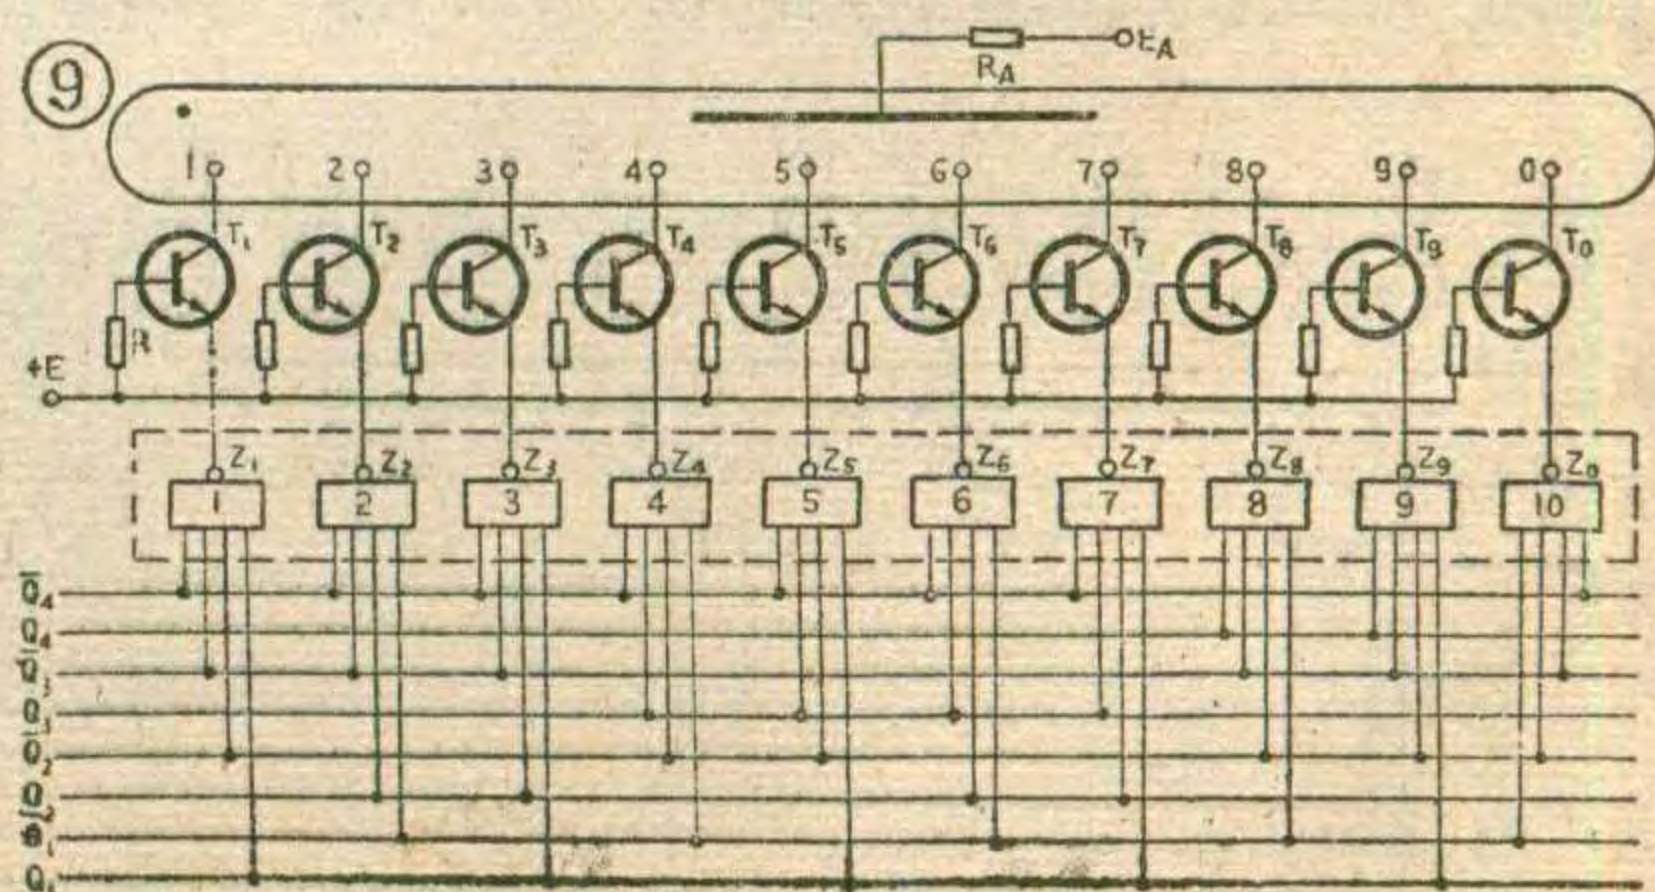 9
E_A
R_A
1 2 3 4 5 6 7 8 9 0
T₁ T₂ T₃ T₄ T₅ T₆ T₇ T₈ T₉ T₀
R
+E
Z₁ Z₂ Z₃ Z₄ Z₅ Z₆ Z₇ Z₈ Z₉ Z₀
1 2 3 4 5 6 7 8 9 10
Q̅₄
Q₄
Q̅₃
Q₃
Q̅₂
Q₂
Q̅₁
Q₁